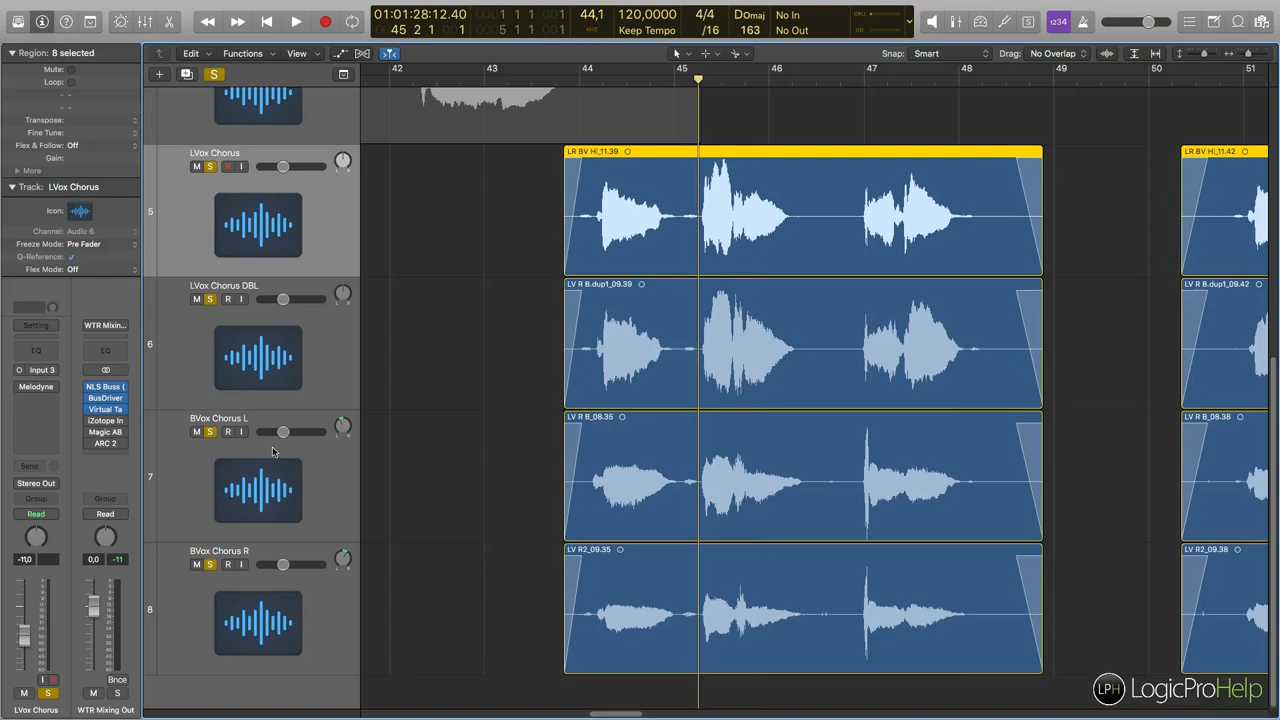 01:01:28:12.40
45 2 1 1
44,1
120,0000
Keep Tempo
4/4
/16
DOmaj
163
No In
No Out
CPU
1234
Region: 8 selected
Mute:
Loop:
Transpose:
Fine Tune:
Flex & Follow: Off
Gain:
More
Track: LVox Chorus
Icon:
Channel: Audio 6
Freeze Mode: Pre Fader
Q-Reference:
Flex Mode: Off
Setting
WTR Mixin...
EQ
EQ
Input 3
Melodyne
NLS Buss (
BusDriver
Virtual Ta
iZotope In
Magic AB
ARC 2
Send
Stereo Out
Group
Group
Read
Read
-11,0
0,0
-11
I R
Bnce
M S
M S
LVox Chorus
WTR Mixing Out
Edit
Functions
View
Snap: Smart
Drag: No Overlap
S
42 43 44 45 46 47 48 49 50 51
5
LVox Chorus
M S R I
L R
LR BV Hi_11.39
LR BV Hi_11.42
6
LVox Chorus DBL
M S R I
L R
LV R B.dup1_09.39
LV R B.dup1_09.42
7
BVox Chorus L
M S R I
L R
LV R B_08.35
LV R B_08.38
8
BVox Chorus R
M S R I
L R
LV R2_09.35
LV R2_09.38
LPH LogicProHelp